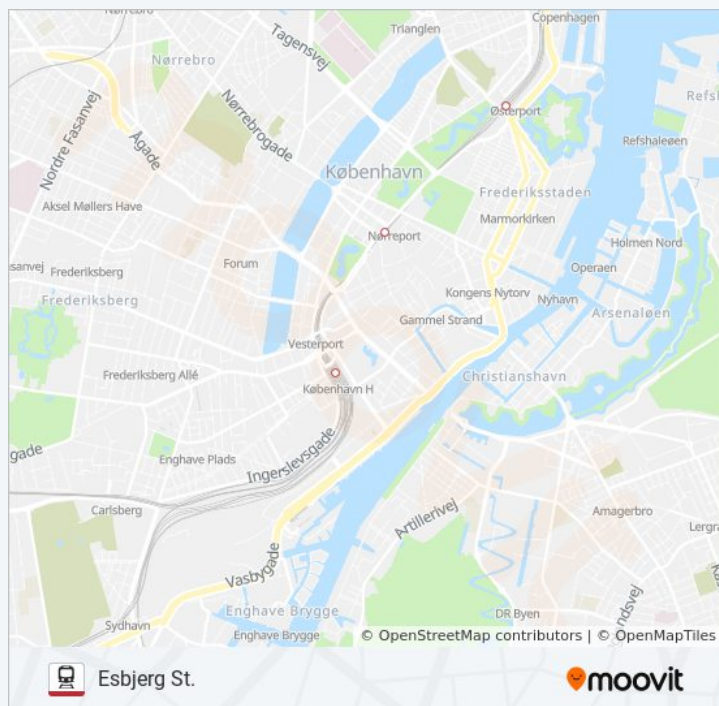 Copenhagen
Trianglen
Tagensvej
Nørrebro
Nørrebrogade
Nordre Fasanvej
Ågade
Østerport
Refshaleøen
København
Frederiksstaden
Aksel Møllers Have
Marmorkirken
Nørreport
Holmen Nord
Forum
Operaen
Frederiksberg
Frederiksberg
Kongens Nytorv
Nyhavn
Arsenaløen
Gammel Strand
Vesterport
Frederiksberg Allé
Christianshavn
København H
Ingerslevsgade
Enghave Plads
Carlsberg
Artillerivej
Amagerbro
Vasbygade
Enghave Brygge
DR Byen
Sydhavn
Enghave Brygge
© OpenStreetMap contributors | © OpenMapTiles
Esbjerg St.
moovit